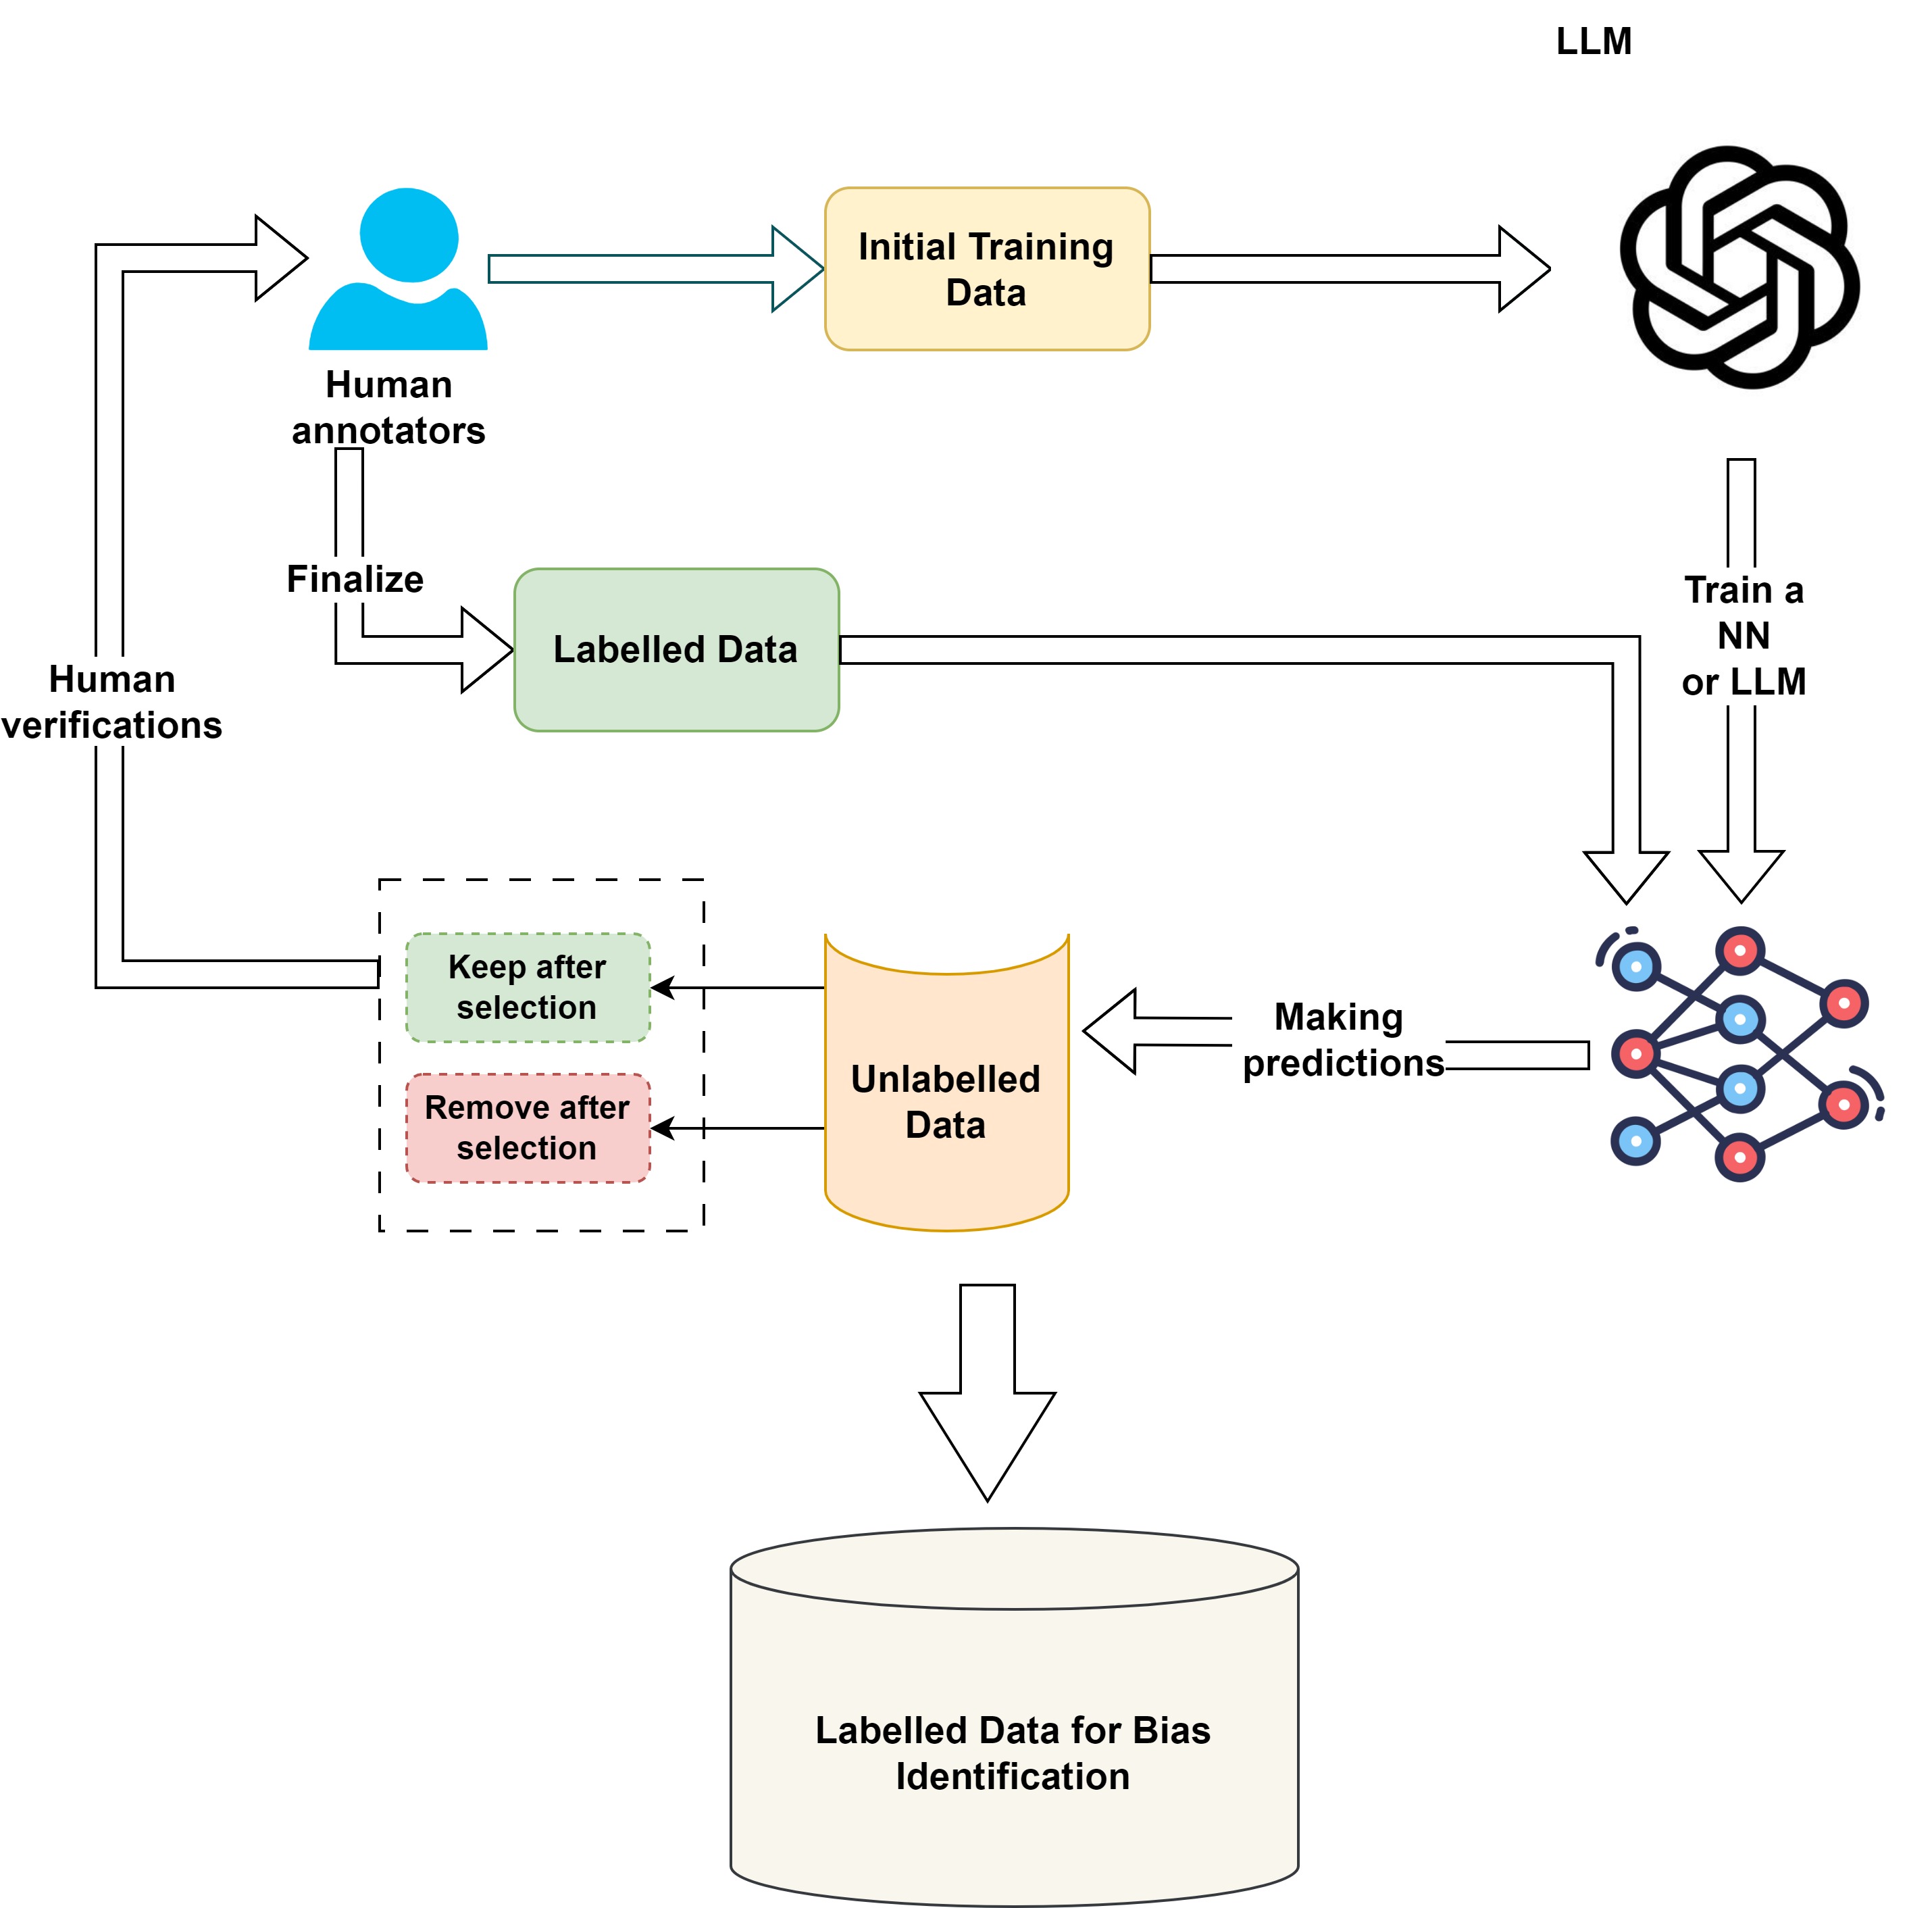 LLM
Initial Training
Data
Human
annotators
Finalize
Labelled Data
Train a
NN
or LLM
Human
verifications
Keep after
selection
Remove after
selection
Unlabelled
Data
Making
predictions
Labelled Data for Bias
Identification